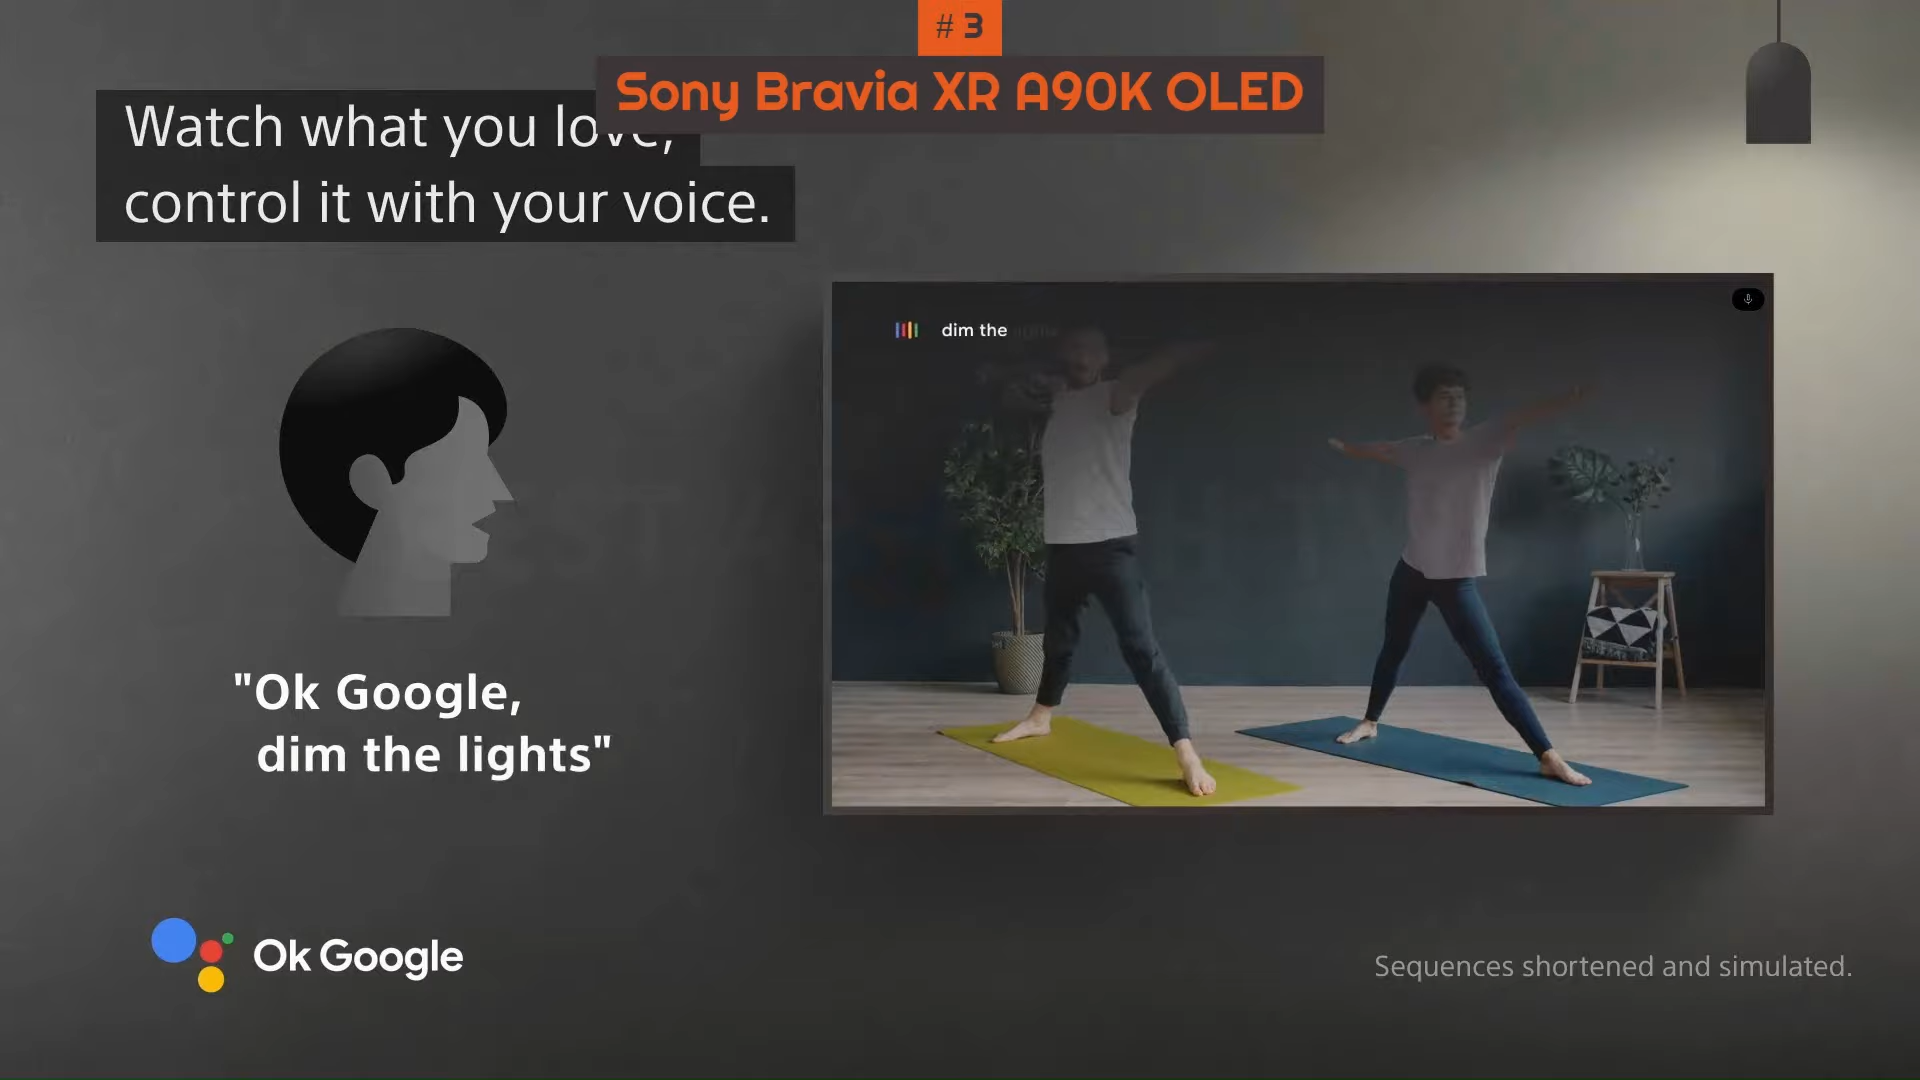 # 3
Sony Bravia XR A90K OLED
Watch what you love,
control it with your voice.
dim the
"Ok Google,
dim the lights"
Ok Google
Sequences shortened and simulated.